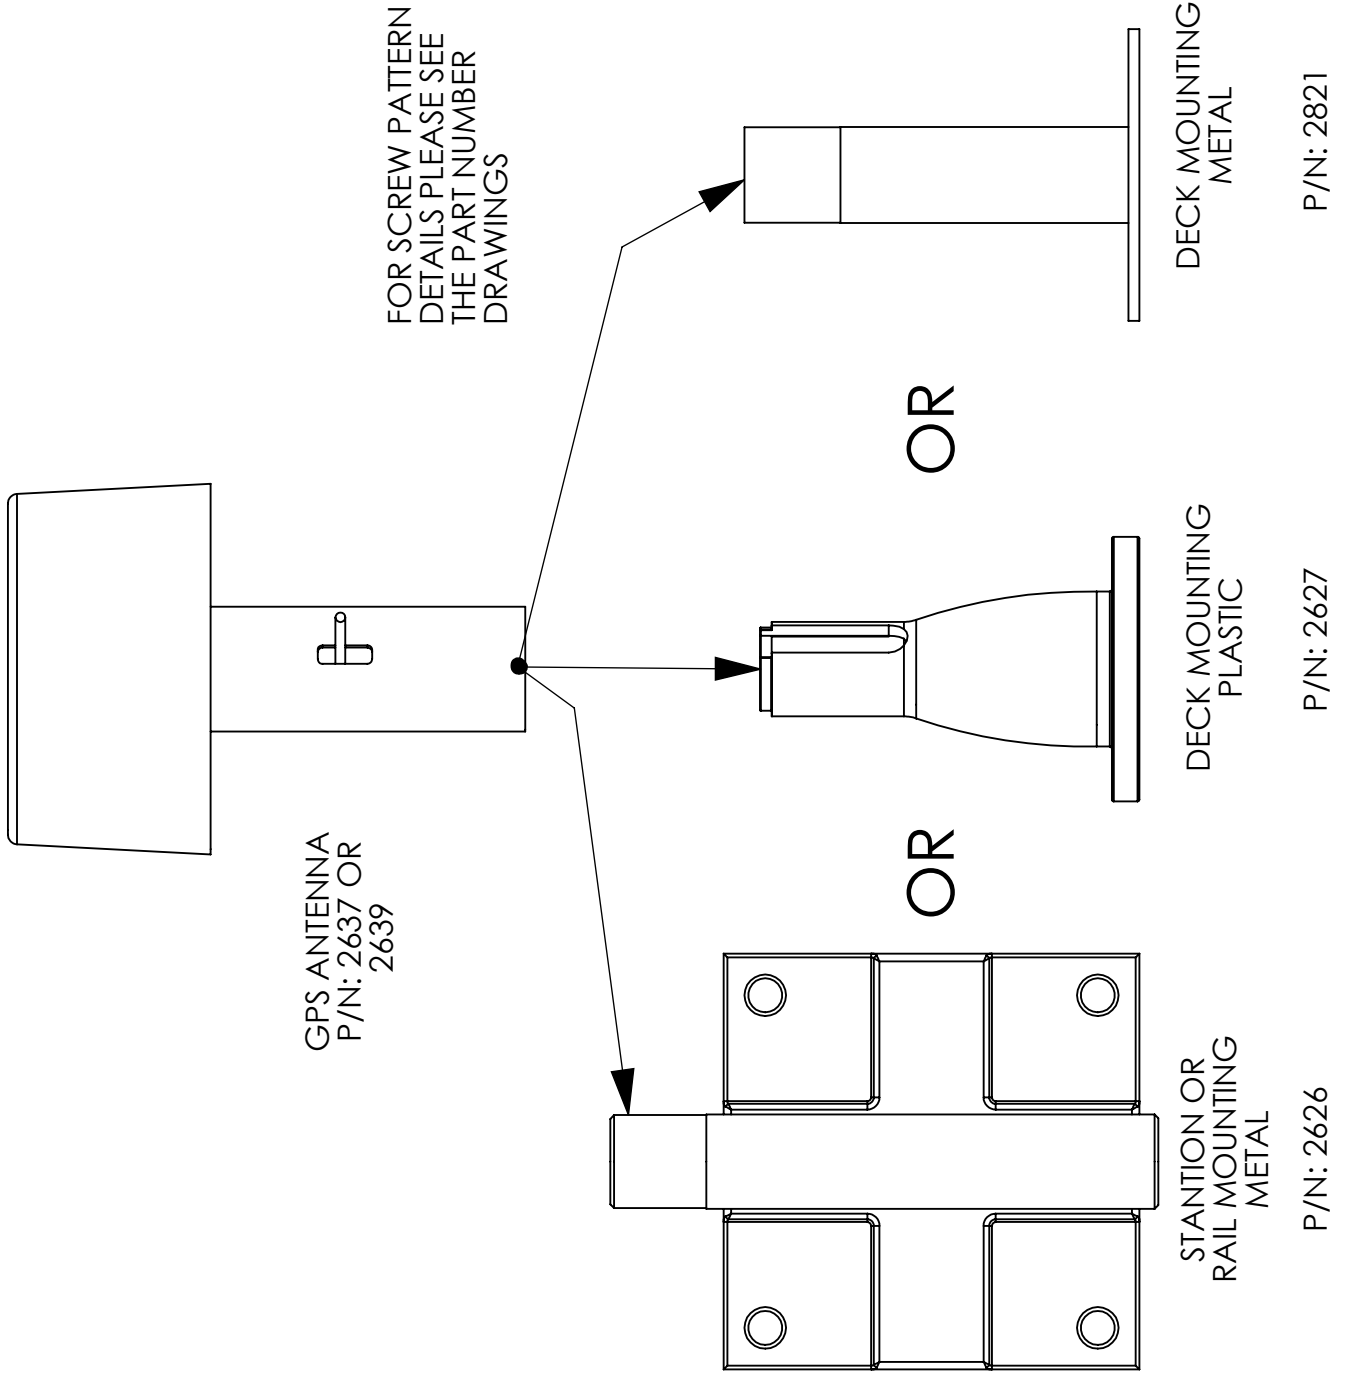 FOR SCREW PATTERN
DETAILS PLEASE SEE
THE PART NUMBER
DRAWINGS
GPS ANTENNA
P/N: 2637 OR
2639
OR
OR
STANTION OR
RAIL MOUNTING
METAL
P/N: 2626
DECK MOUNTING
PLASTIC
P/N: 2627
DECK MOUNTING
METAL
P/N: 2821